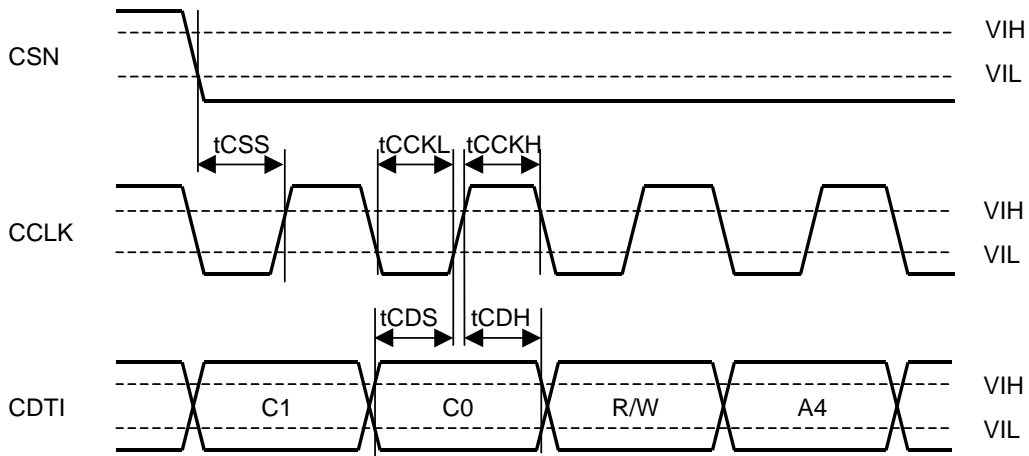 VIH
CSN
VIL
tCSS tCCKL tCCKH
VIH
CCLK
VIL
tCDS tCDH
VIH
CDTI C1 C0 R/W A4
VIL